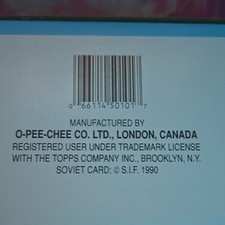 0 66114 50101 7
MANUFACTURED BY
O-PEE-CHEE CO. LTD., LONDON, CANADA
REGISTERED USER UNDER TRADEMARK LICENSE
WITH THE TOPPS COMPANY INC., BROOKLYN, N.Y.
SOVIET CARD; © S.I.F. 1990